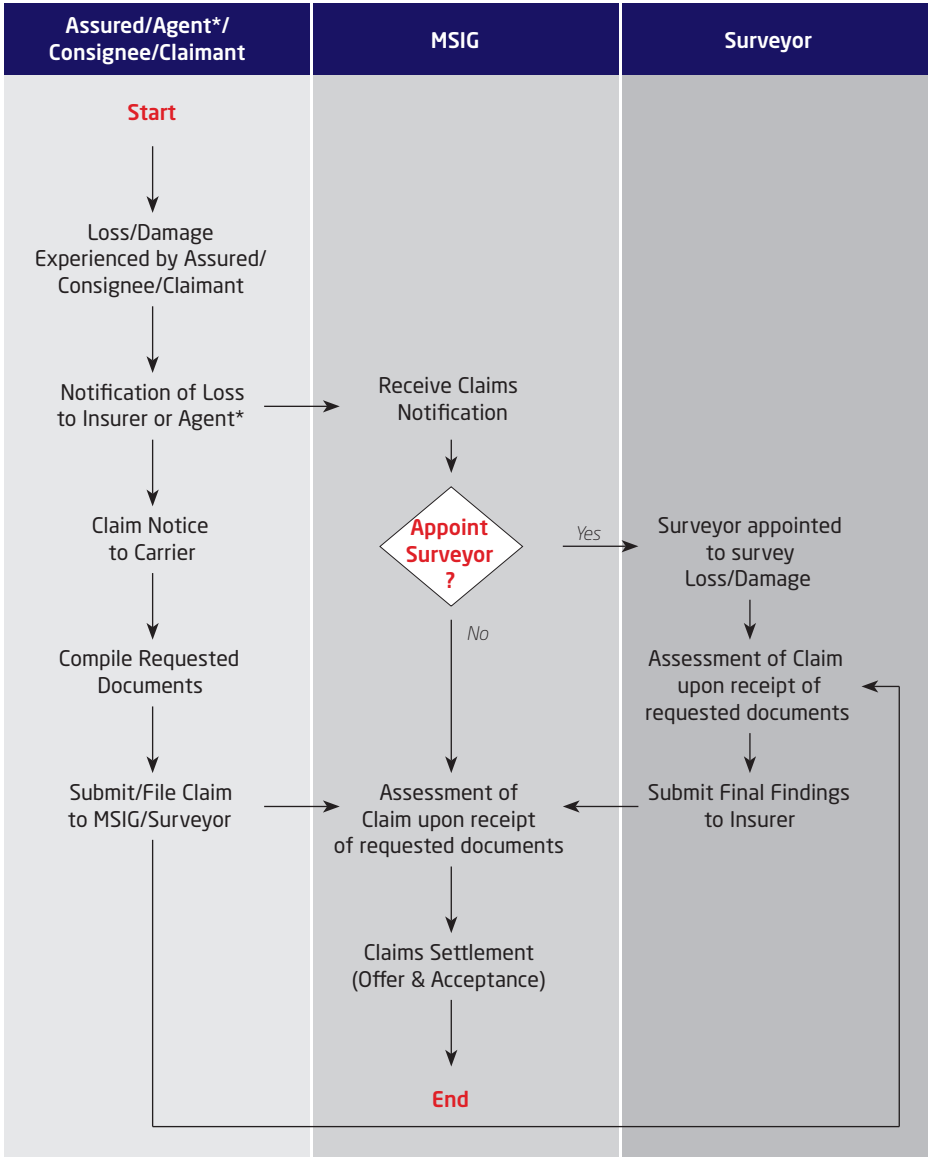 Assured/Agent*/
Consignee/Claimant
MSIG
Surveyor
Start
Loss/Damage
Experienced by Assured/
Consignee/Claimant
Notification of Loss
to Insurer or Agent*
Receive Claims
Notification
Claim Notice
to Carrier
Appoint
Surveyor
?
Yes
No
Surveyor appointed
to survey
Loss/Damage
Compile Requested
Documents
Assessment of Claim
upon receipt of
requested documents
Submit/File Claim
to MSIG/Surveyor
Assessment of
Claim upon receipt
of requested documents
Submit Final Findings
to Insurer
Claims Settlement
(Offer & Acceptance)
End